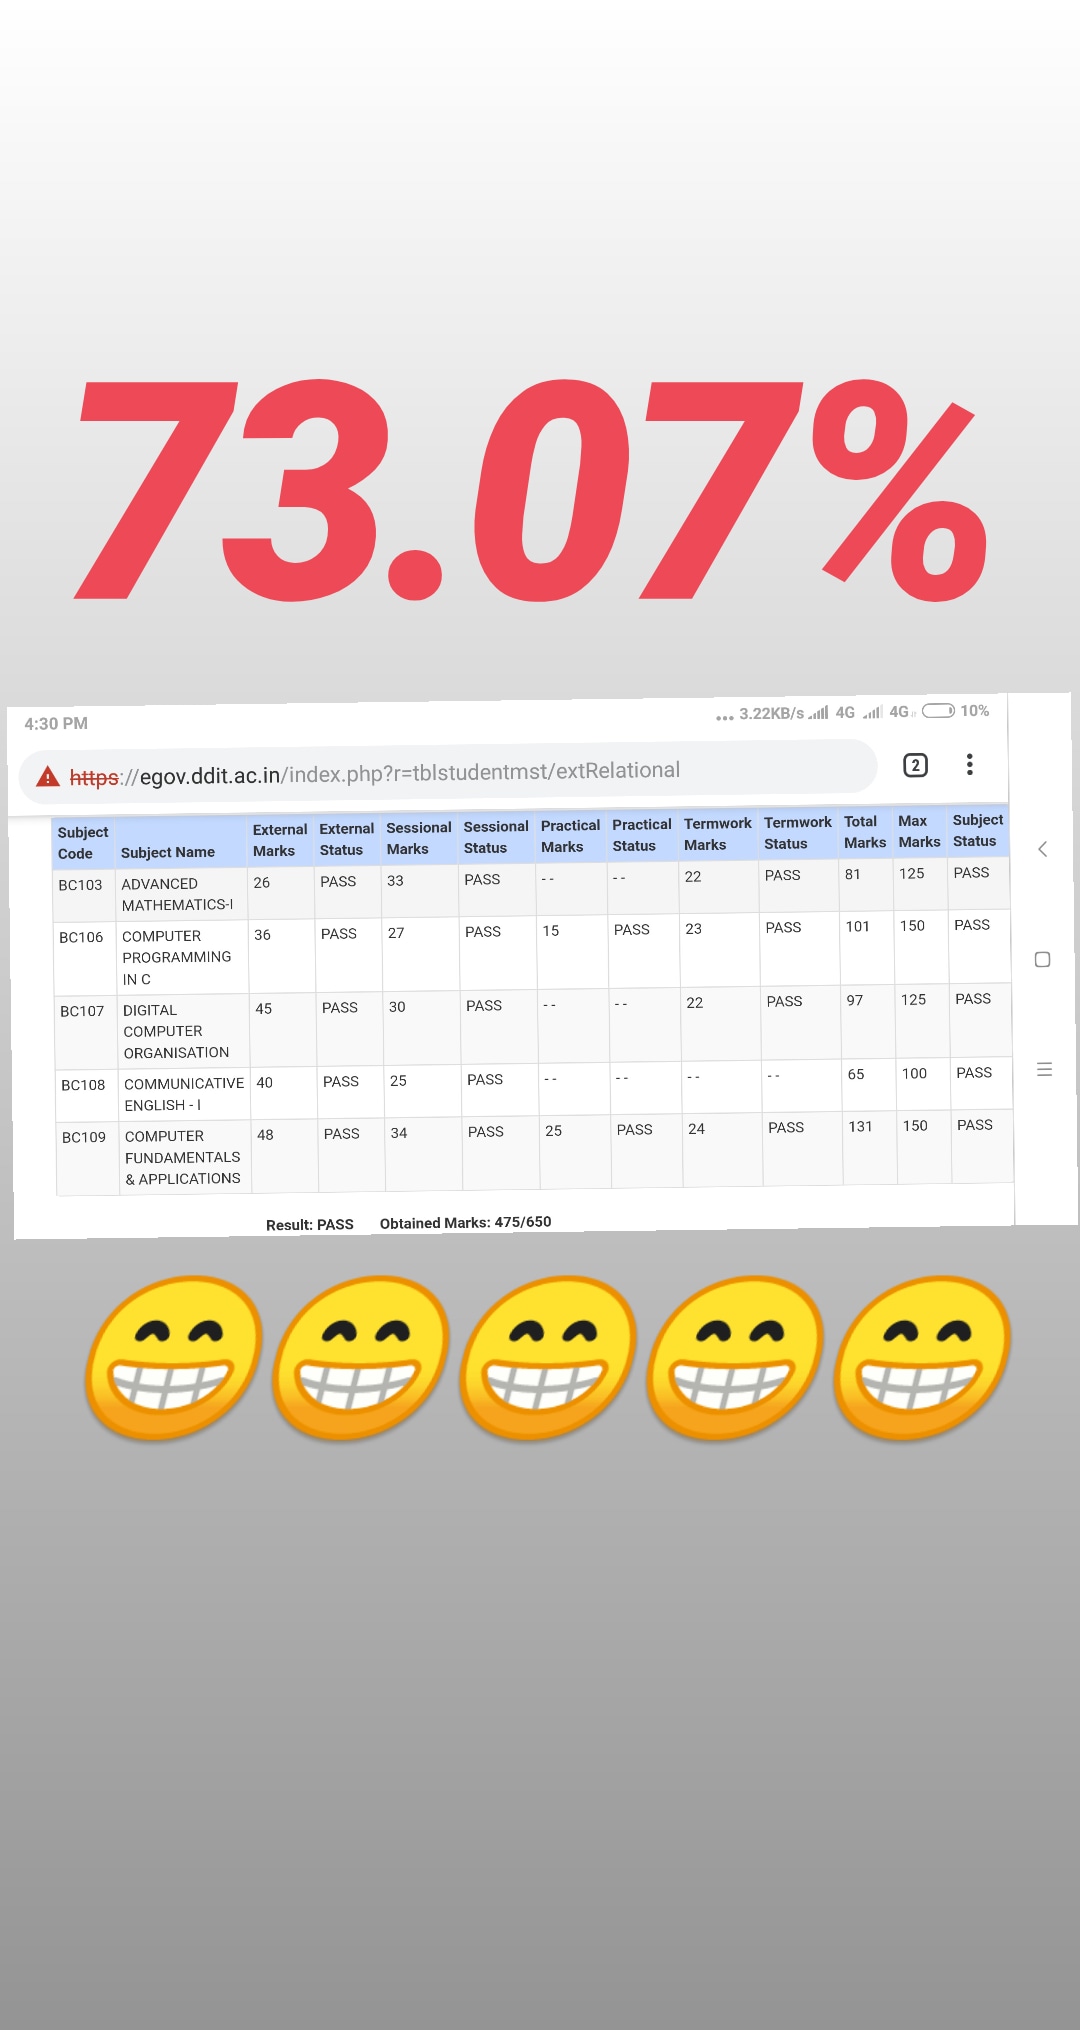 73.07%
4:30 PM ... 3.22KB/s 4G 4G 10%
https://egov.ddit.ac.in/index.php?r=tblstudentmst/extRelational 2
Subject Code Subject Name External Marks External Status Sessional Marks Sessional Status Practical Marks Practical Status Termwork Marks Termwork Status Total Marks Max Marks Subject Status
BC103 ADVANCED MATHEMATICS-I 26 PASS 33 PASS -- -- 22 PASS 81 125 PASS
BC106 COMPUTER PROGRAMMING IN C 36 PASS 27 PASS 15 PASS 23 PASS 101 150 PASS
BC107 DIGITAL COMPUTER ORGANISATION 45 PASS 30 PASS -- -- 22 PASS 97 125 PASS
BC108 COMMUNICATIVE ENGLISH - I 40 PASS 25 PASS -- -- -- -- 65 100 PASS
BC109 COMPUTER FUNDAMENTALS & APPLICATIONS 48 PASS 34 PASS 25 PASS 24 PASS 131 150 PASS
Result: PASS Obtained Marks: 475/650